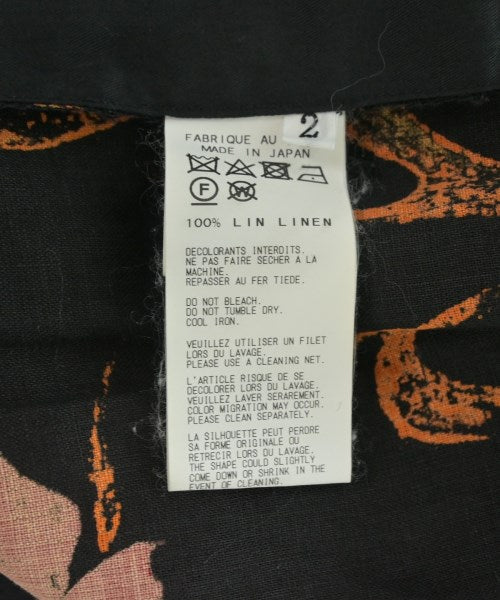 2
FABRIQUE AU
MADE IN JAPAN
F W
100% LIN LINEN
DECOLORANTS INTERDITS.
NE PAS FAIRE SECHER A LA
MACHINE.
REPASSER AU FER TIEDE.
DO NOT BLEACH.
DO NOT TUMBLE DRY.
COOL IRON.
VEUILLEZ UTILISER UN FILET
LORS DU LAVAGE.
PLEASE USE A CLEANING NET.
L'ARTICLE RISQUE DE SE
DECOLORER LORS DU LAVAGE.
VEUILLEZ LAVER SERAREMENT.
COLOR MIGRATION MAY OCCUR.
PLEASE CLEAN SEPARATELY.
LA SILHOUETTE PEUT PERDRE
SA FORME ORIGINALE OU
RETRECIR LORS DU LAVAGE.
THE SHAPE COULD SLIGHTLY
COME DOWN OR SHRINK IN THE
EVENT OF CLEANING.